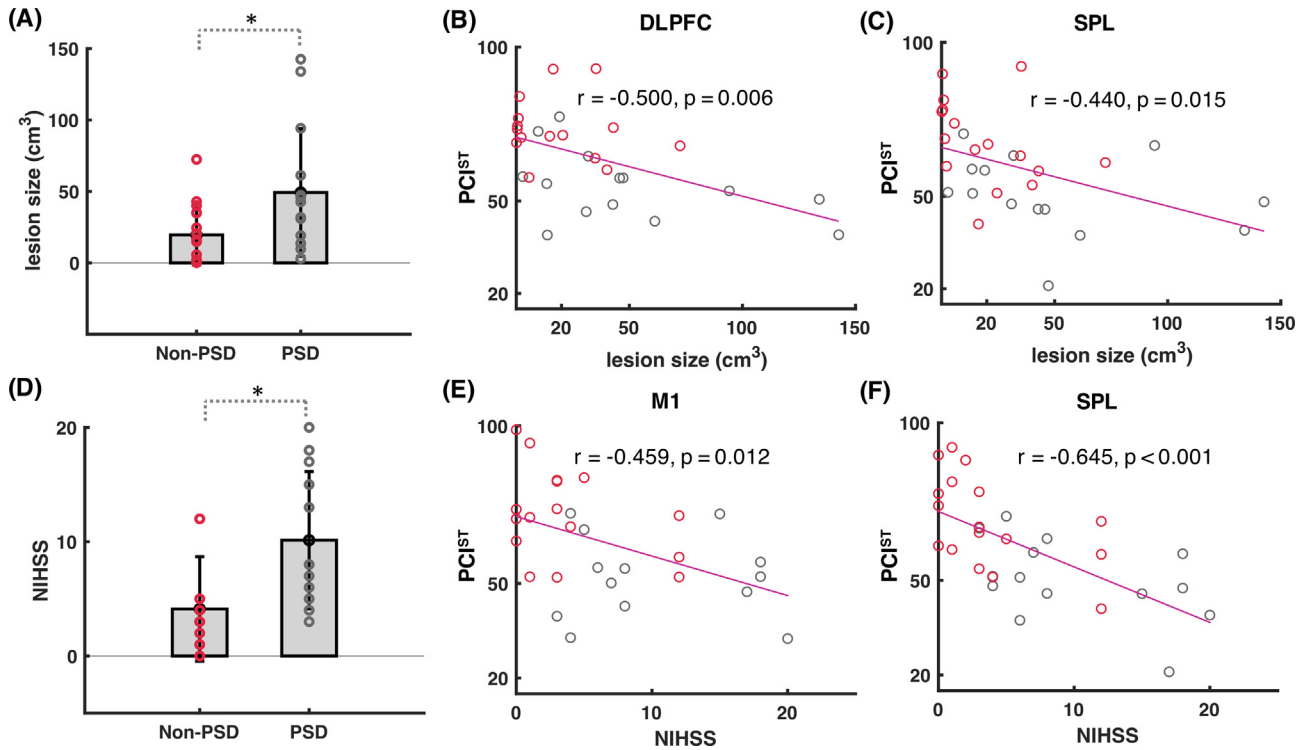 (A)
*
lesion size (cm³)
150
100
50
0
-50
Non-PSD PSD
(B)
DLPFC
r = -0.500, p = 0.006
PCIST
100
50
20
20 50 100 150
lesion size (cm³)
(C)
SPL
r = -0.440, p = 0.015
PCIST
100
50
20
20 50 100 150
lesion size (cm³)
(D)
*
NIHSS
20
10
0
Non-PSD PSD
(E)
M1
r = -0.459, p = 0.012
PCIST
100
50
20
0 10 20
NIHSS
(F)
SPL
r = -0.645, p < 0.001
PCIST
100
50
20
0 10 20
NIHSS